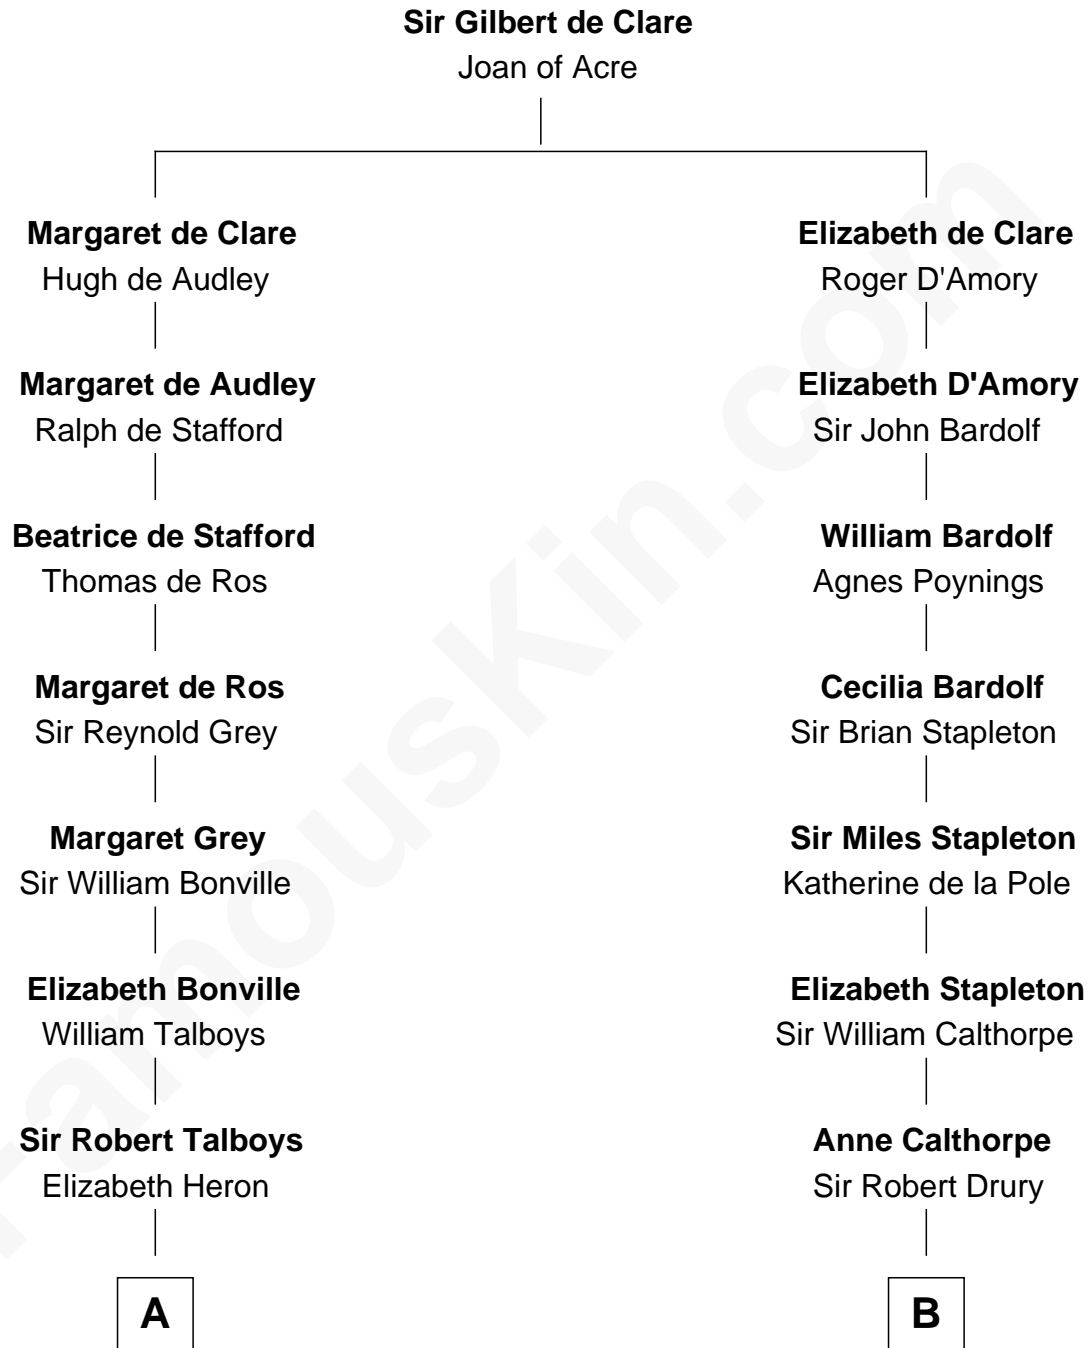 Sir Gilbert de Clare
Joan of Acre
Margaret de Clare
Hugh de Audley
Elizabeth de Clare
Roger D'Amory
Margaret de Audley
Ralph de Stafford
Elizabeth D'Amory
Sir John Bardolf
Beatrice de Stafford
Thomas de Ros
William Bardolf
Agnes Poynings
Margaret de Ros
Sir Reynold Grey
Cecilia Bardolf
Sir Brian Stapleton
Margaret Grey
Sir William Bonville
Sir Miles Stapleton
Katherine de la Pole
Elizabeth Bonville
William Talboys
Elizabeth Stapleton
Sir William Calthorpe
Sir Robert Talboys
Elizabeth Heron
Anne Calthorpe
Sir Robert Drury
A
B
FamousKin.com